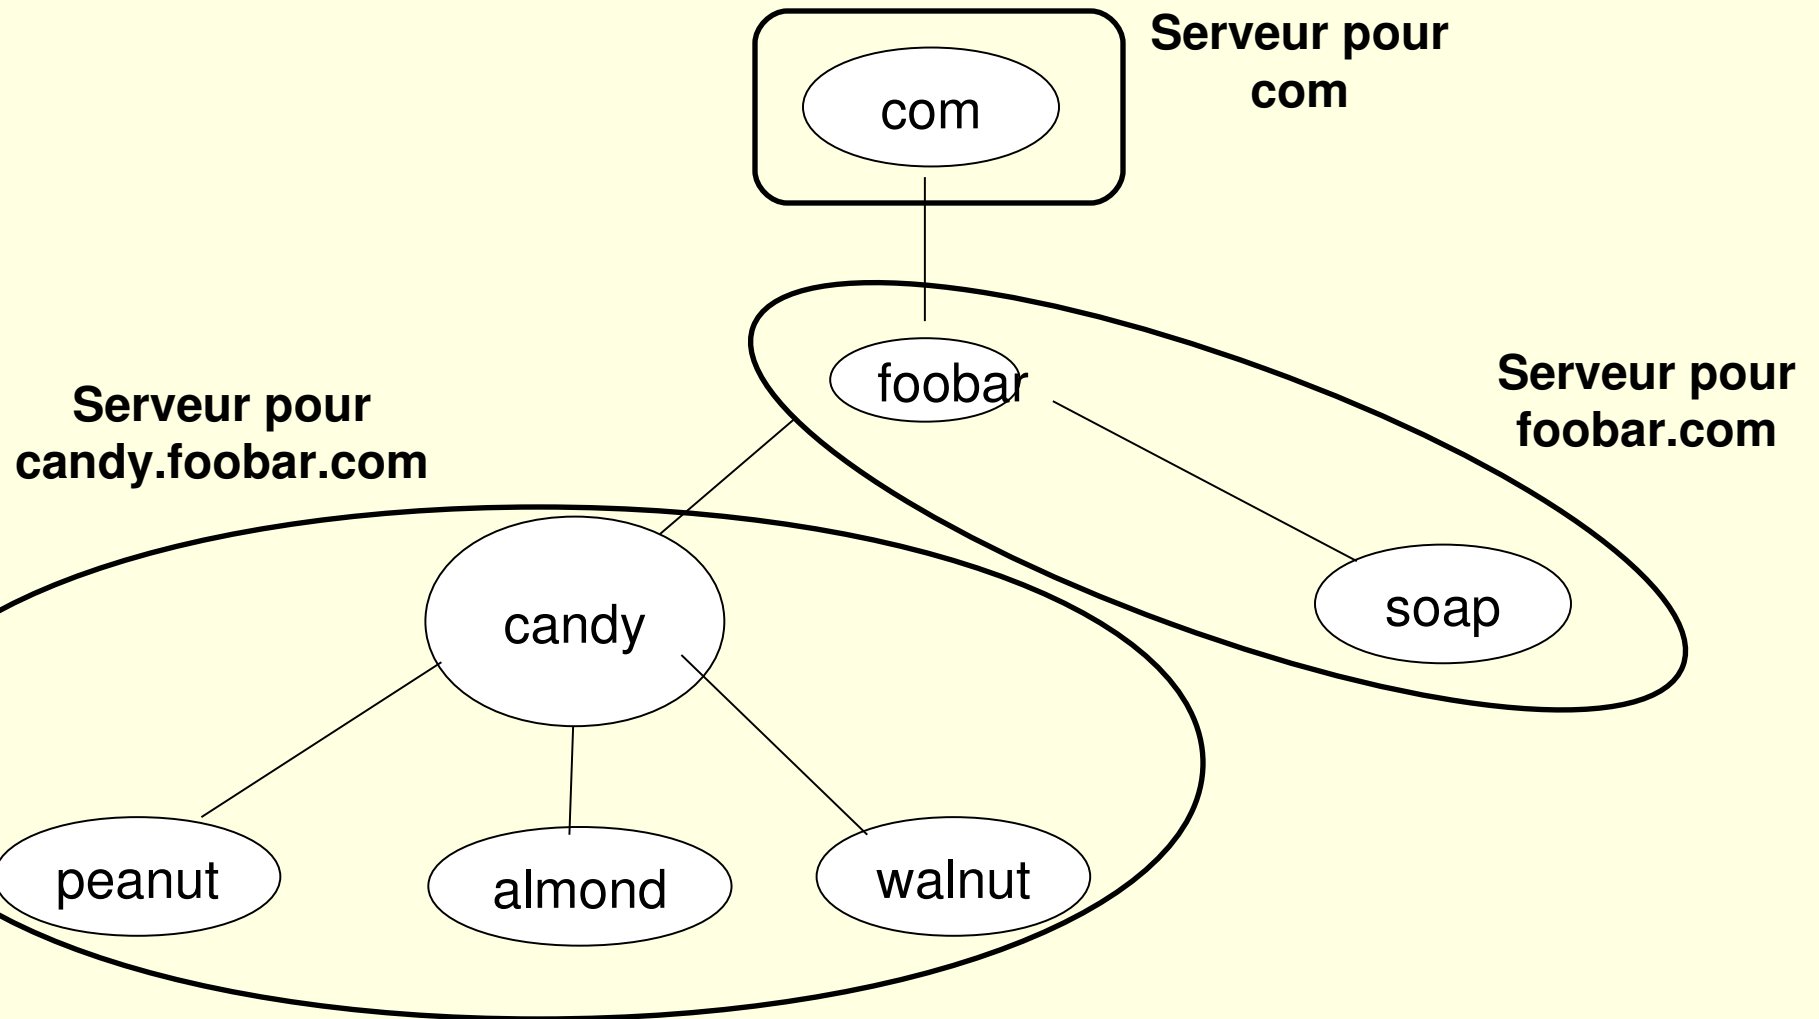 Serveur pour
com
com
foobar
Serveur pour
foobar.com
Serveur pour
candy.foobar.com
candy
soap
peanut
almond
walnut